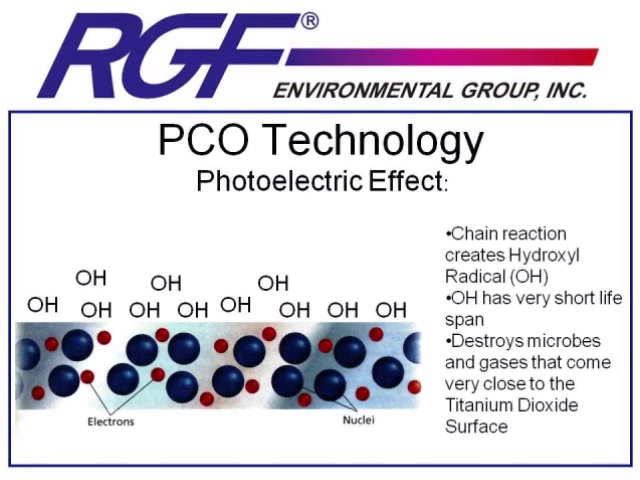 RGF®
ENVIRONMENTAL GROUP, INC.
PCO Technology
Photoelectric Effect:
•Chain reaction
creates Hydroxyl
Radical (OH)
•OH has very short life
span
•Destroys microbes
and gases that come
very close to the
Titanium Dioxide
Surface
OH OH OH
OH OH OH OH OH OH OH OH
Electrons Nuclei